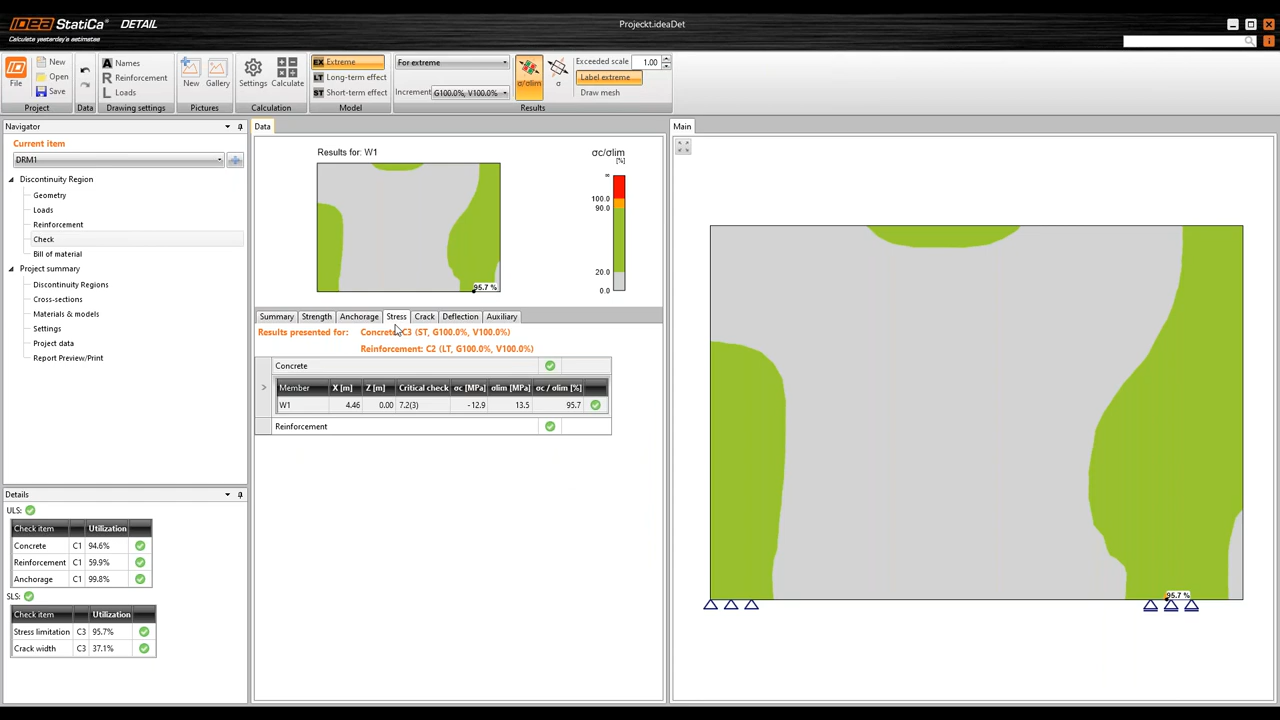 IDEA StatiCa® DETAIL
Calculate yesterday's estimates
Projeckt.ideaDet
File
New
Open
Save
Project
Data
Names
Reinforcement
Loads
Drawing settings
New
Gallery
Pictures
Settings
Calculate
Calculation
EX Extreme
LT Long-term effect
ST Short-term effect
Model
For extreme
Increment G100.0%, V100.0%
σ/σlim
σ
Exceeded scale 1.00
Label extreme
Draw mesh
Results
Navigator
Current item
DRM1
Discontinuity Region
Geometry
Loads
Reinforcement
Check
Bill of material
Project summary
Discontinuity Regions
Cross-sections
Materials & models
Settings
Project data
Report Preview/Print
Details
ULS:
Check item Utilization
Concrete C1 94.6%
Reinforcement C1 59.9%
Anchorage C1 99.8%
SLS:
Check item Utilization
Stress limitation C3 95.7%
Crack width C3 37.1%
Data
Results for: W1
σc/σlim
[%]
∞
100.0
90.0
20.0
0.0
95.7 %
Summary Strength Anchorage Stress Crack Deflection Auxiliary
Results presented for: Concrete: C3 (ST, G100.0%, V100.0%)
Reinforcement: C2 (LT, G100.0%, V100.0%)
Concrete
Member X [m] Z [m] Critical check σc [MPa] σlim [MPa] σc / σlim [%]
W1 4.46 0.00 7.2(3) -12.9 13.5 95.7
Reinforcement
Main
95.7 %